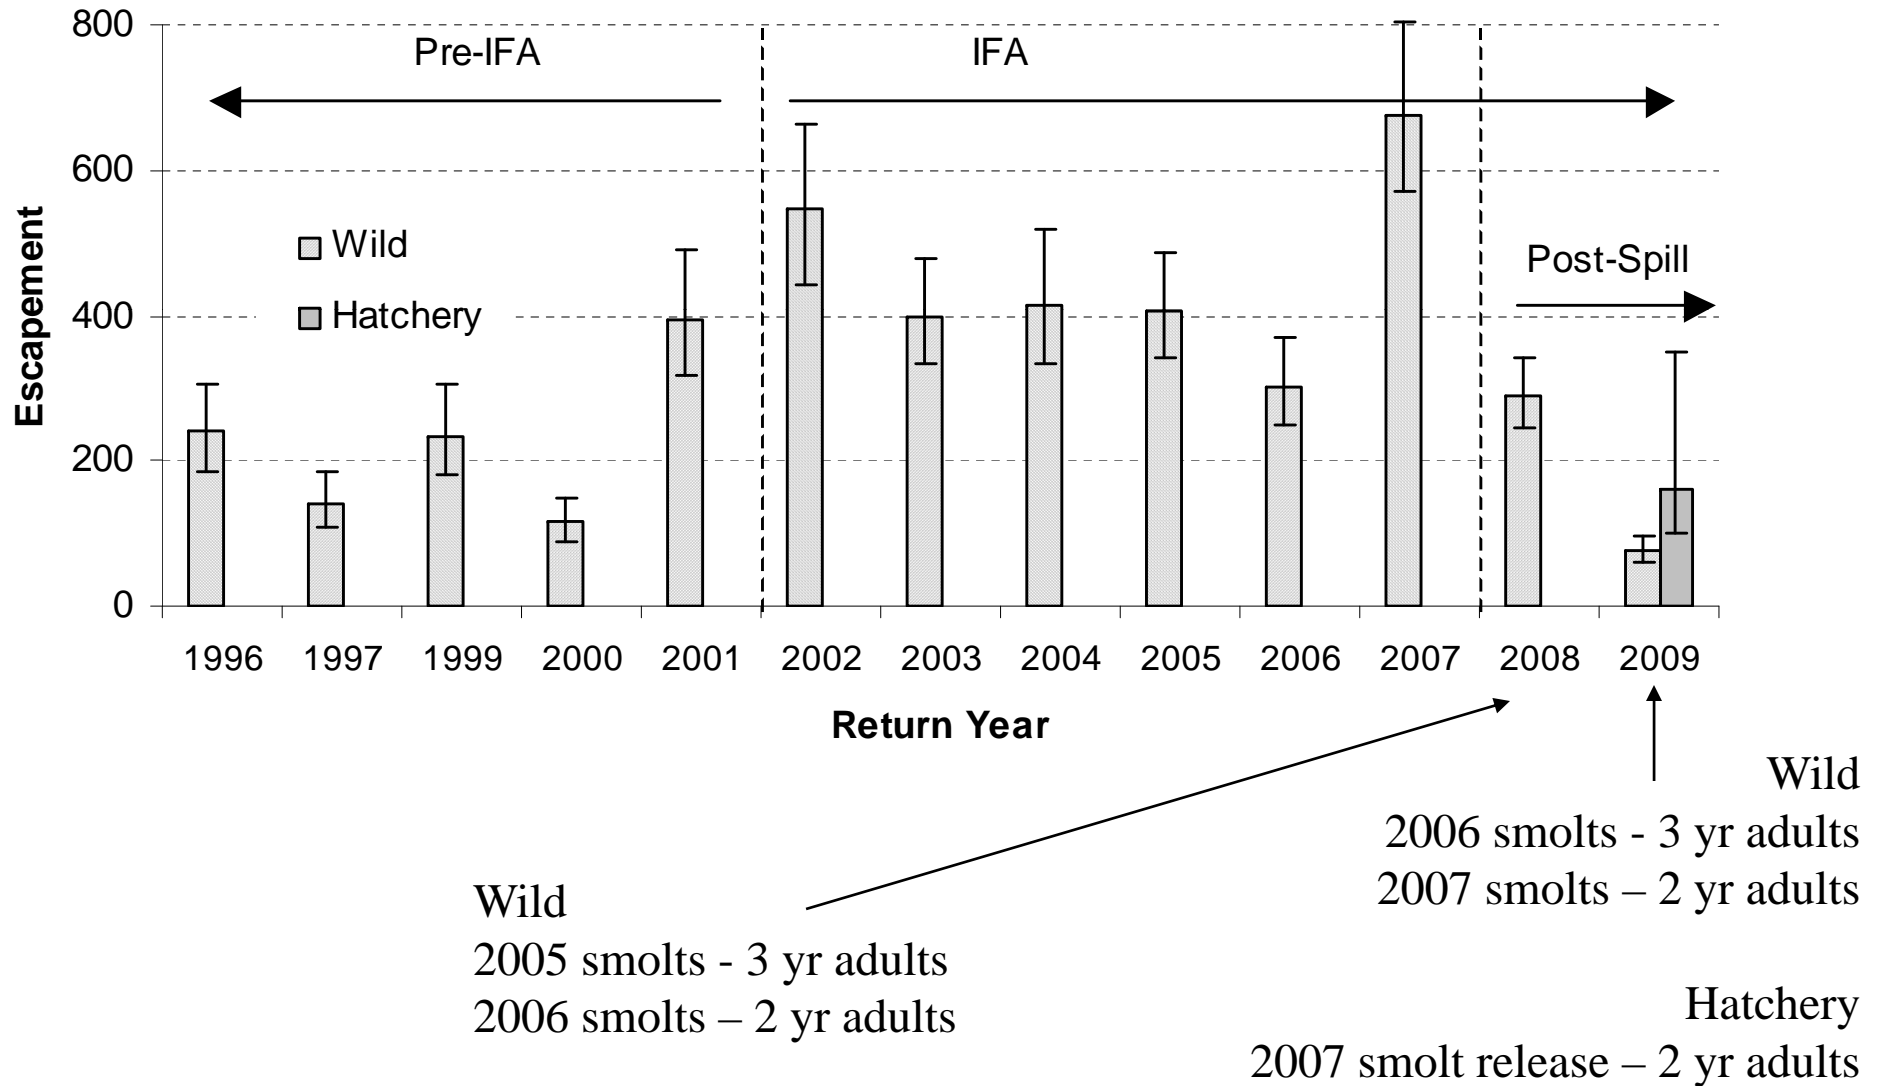 800
Pre-IFA
IFA
600
Wild
Post-Spill
Hatchery
400
200
0
Escapement
1996 1997 1999 2000 2001 2002 2003 2004 2005 2006 2007 2008 2009
Return Year
Wild
2005 smolts - 3 yr adults
2006 smolts – 2 yr adults
Wild
2006 smolts - 3 yr adults
2007 smolts – 2 yr adults
Hatchery
2007 smolt release – 2 yr adults